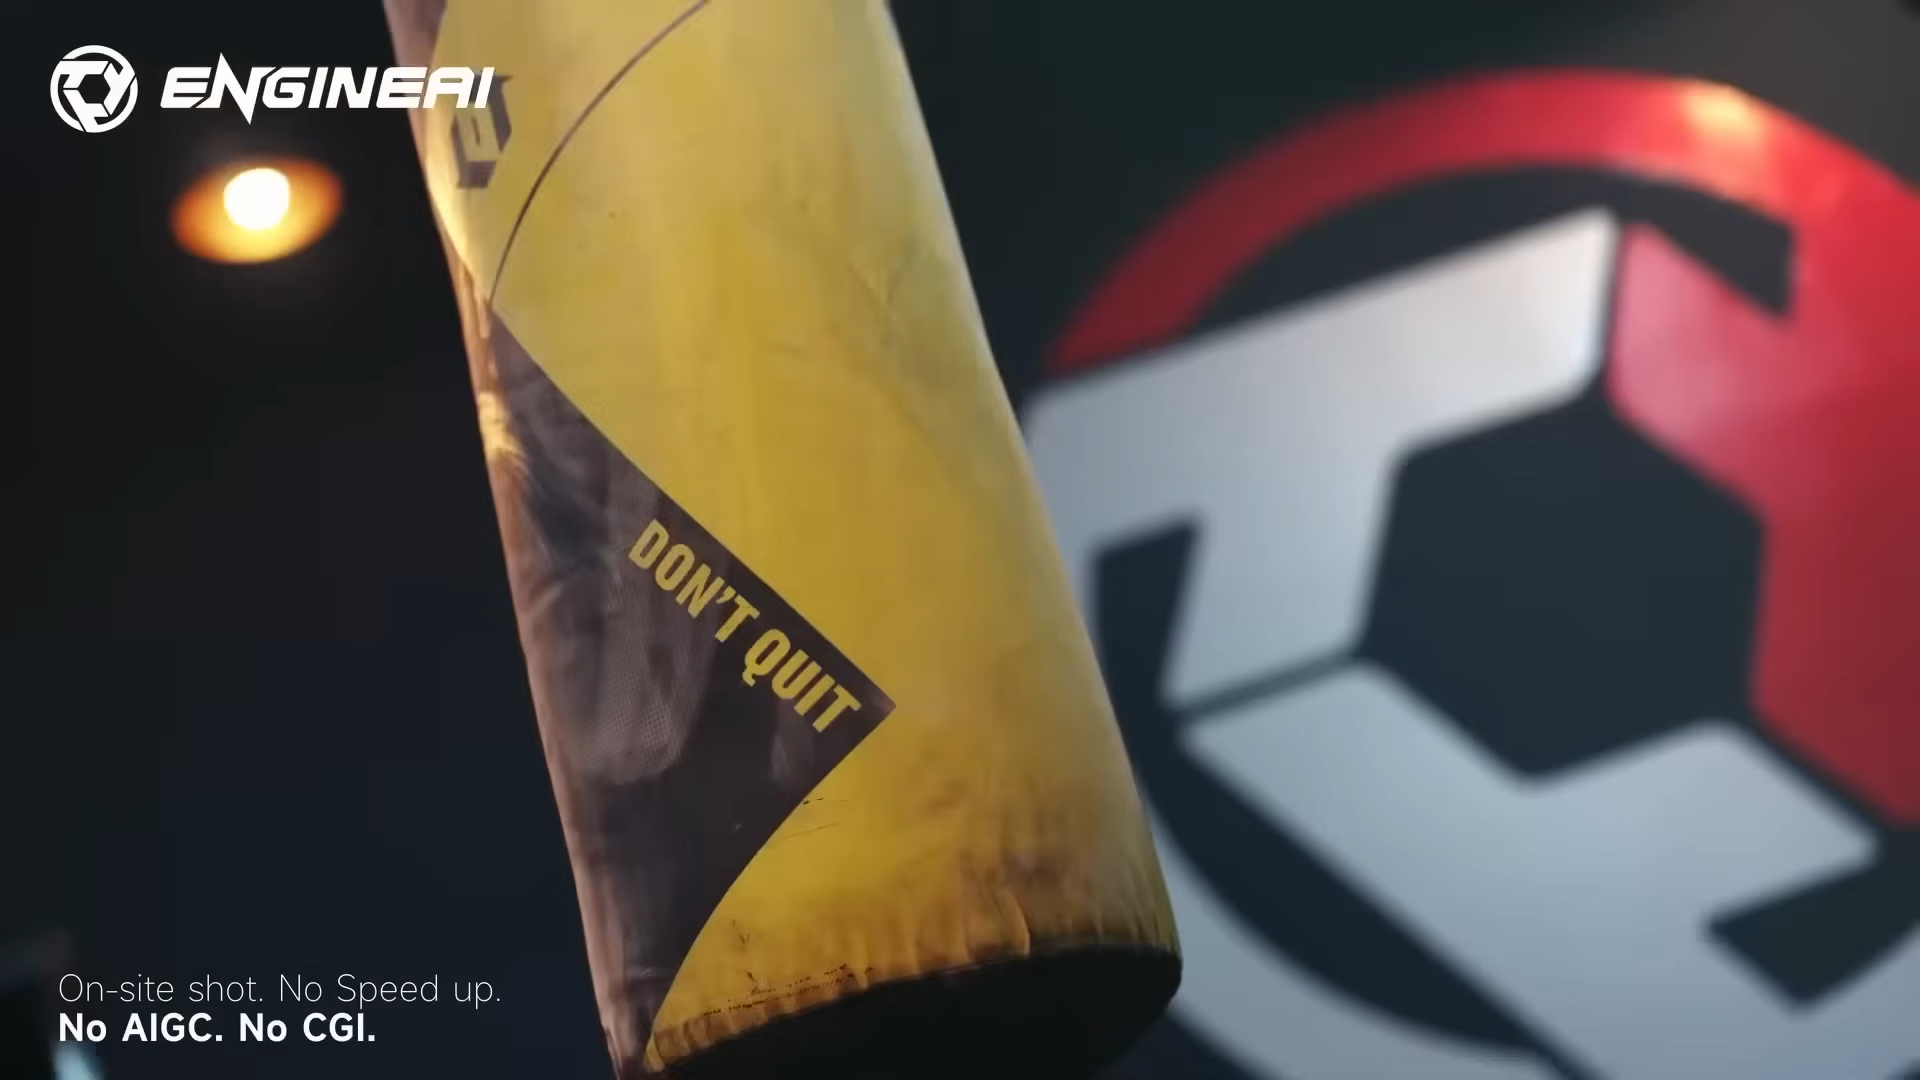 ENGINEAI
DON'T QUIT
On-site shot. No Speed up.
No AIGC. No CGI.